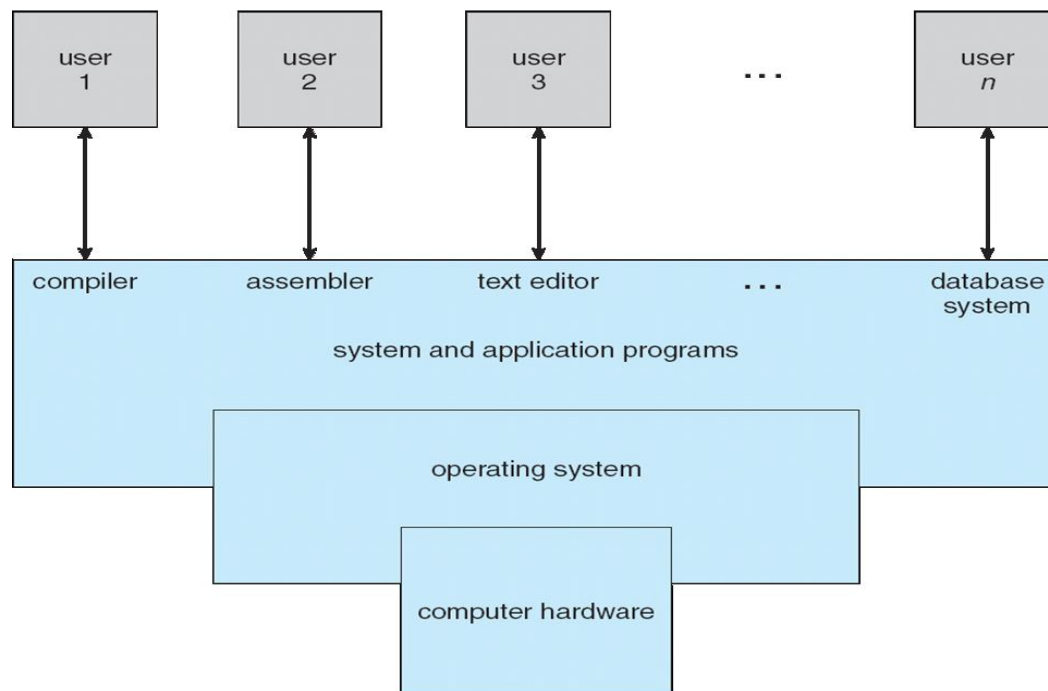 user
1
user
2
user
3
...
user
n
compiler
assembler
text editor
...
database
system
system and application programs
operating system
computer hardware